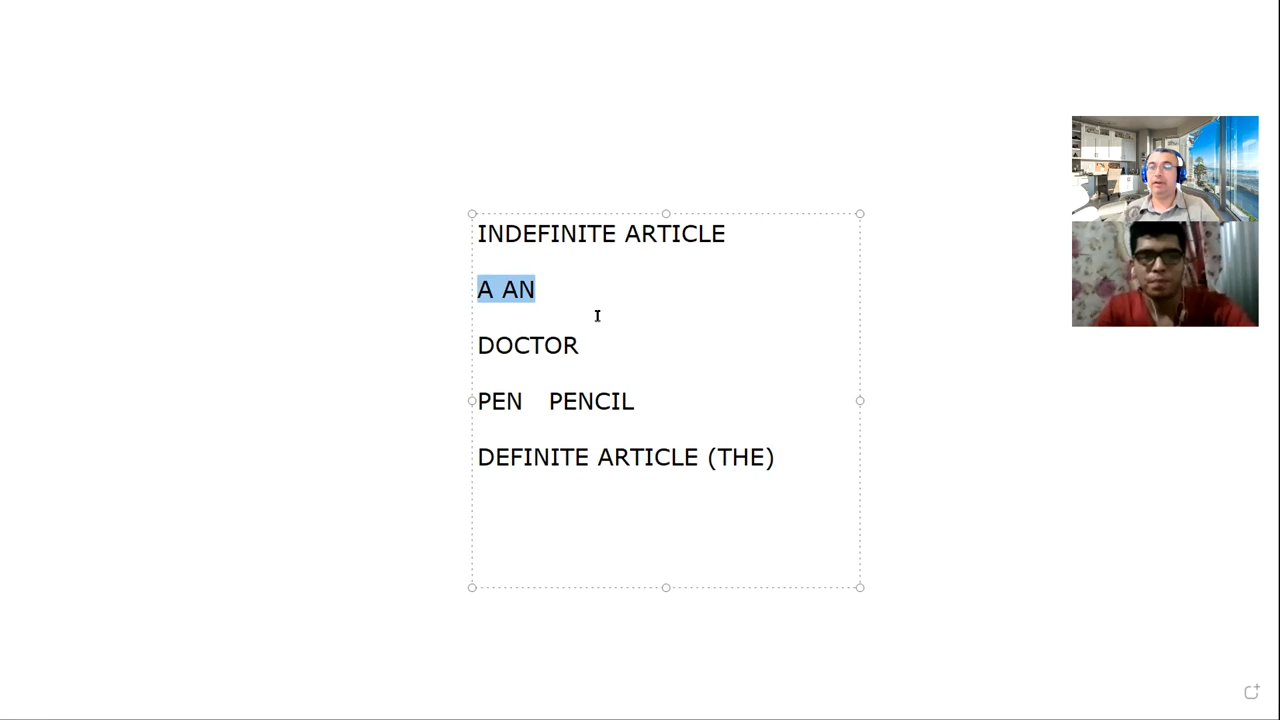 INDEFINITE ARTICLE
A AN
DOCTOR
PEN PENCIL
DEFINITE ARTICLE (THE)